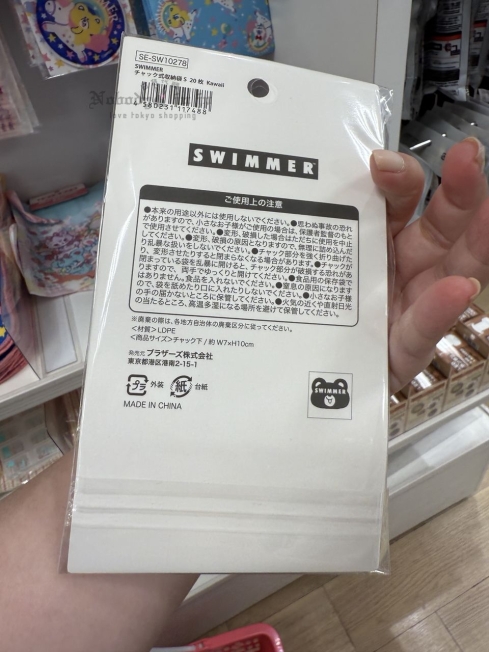 SE-SW10278
SWIMMER
チャック式収納袋S 20枚 Kawaii
Nobod
love tokyo shopping
SWIMMER
ご使用上の注意
●本来の用途以外には使用しないでください。●思わぬ事故の恐れ
がありますので、小さなお子様がご使用の場合は、保護者監督のもと
で使用させてください。●変形、破損した場合はただちに使用を中止
してください。●変形、破損の原因となりますので、無理に詰め込んだ
り乱暴な扱いをしないでください。●チャック部分を強く折り曲げた
り、変形させたりすると閉まらなくなる場合があります。●チャックが
閉まっている袋を乱暴に開けると、チャック部分が破損する恐れがあ
りますので、両手でゆっくりと開けてください。●食品用の保存袋で
はありません。食品を入れないでください。●窒息の原因になります
ので、袋を舐めたり口に入れたりしないでください。●小さなお子様
の手の届かないところに保管してください。●火気の近くや直射日光
の当たるところ、高温多湿になる場所を避けて保管してください。
※廃棄の際は、各地方自治体の廃棄区分に従ってください。
<材質>LDPE
<商品サイズ>チャック下/約 W7×H10cm
発売元 ブラザーズ株式会社
東京都港区港南2-15-1
プラ 外装 紙 台紙
MADE IN CHINA
SWIMMER